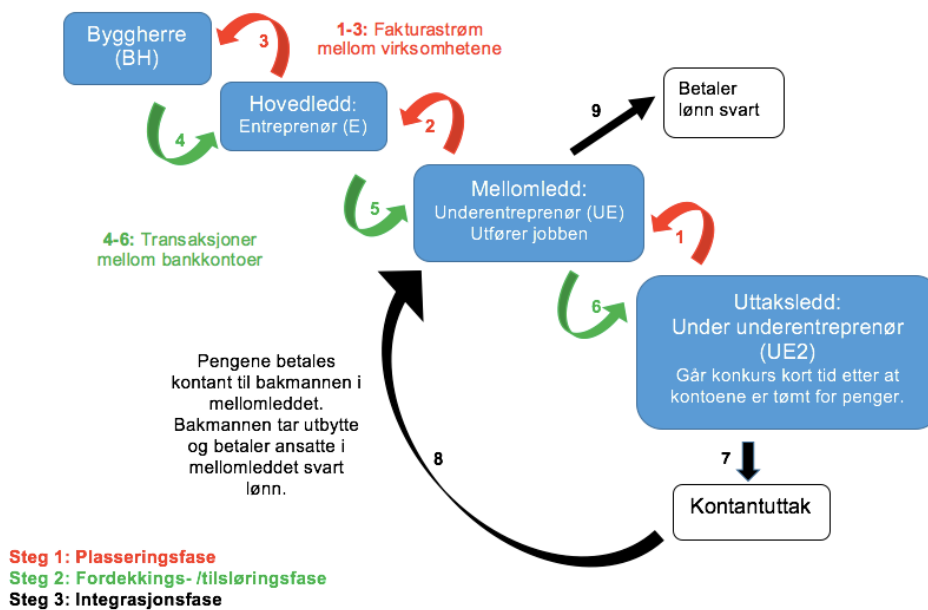 Byggherre
(BH)
3
1-3: Fakturastrøm
mellom virksomhetene
Hovedledd:
Entreprenør (E)
4
2
9
Betaler
lønn svart
Mellomledd:
Underentreprenør (UE)
Utfører jobben
5
1
4-6: Transaksjoner
mellom bankkontoer
6
Uttaksledd:
Under underentreprenør
(UE2)
Går konkurs kort tid etter at
kontoene er tømt for penger.
Pengene betales
kontant til bakmannen i
mellomleddet.
Bakmannen tar utbytte
og betaler ansatte i
mellomleddet svart
lønn.
8
7
Kontantuttak
Steg 1: Plasseringsfase
Steg 2: Fordekkings- /tilsløringsfase
Steg 3: Integrasjonsfase